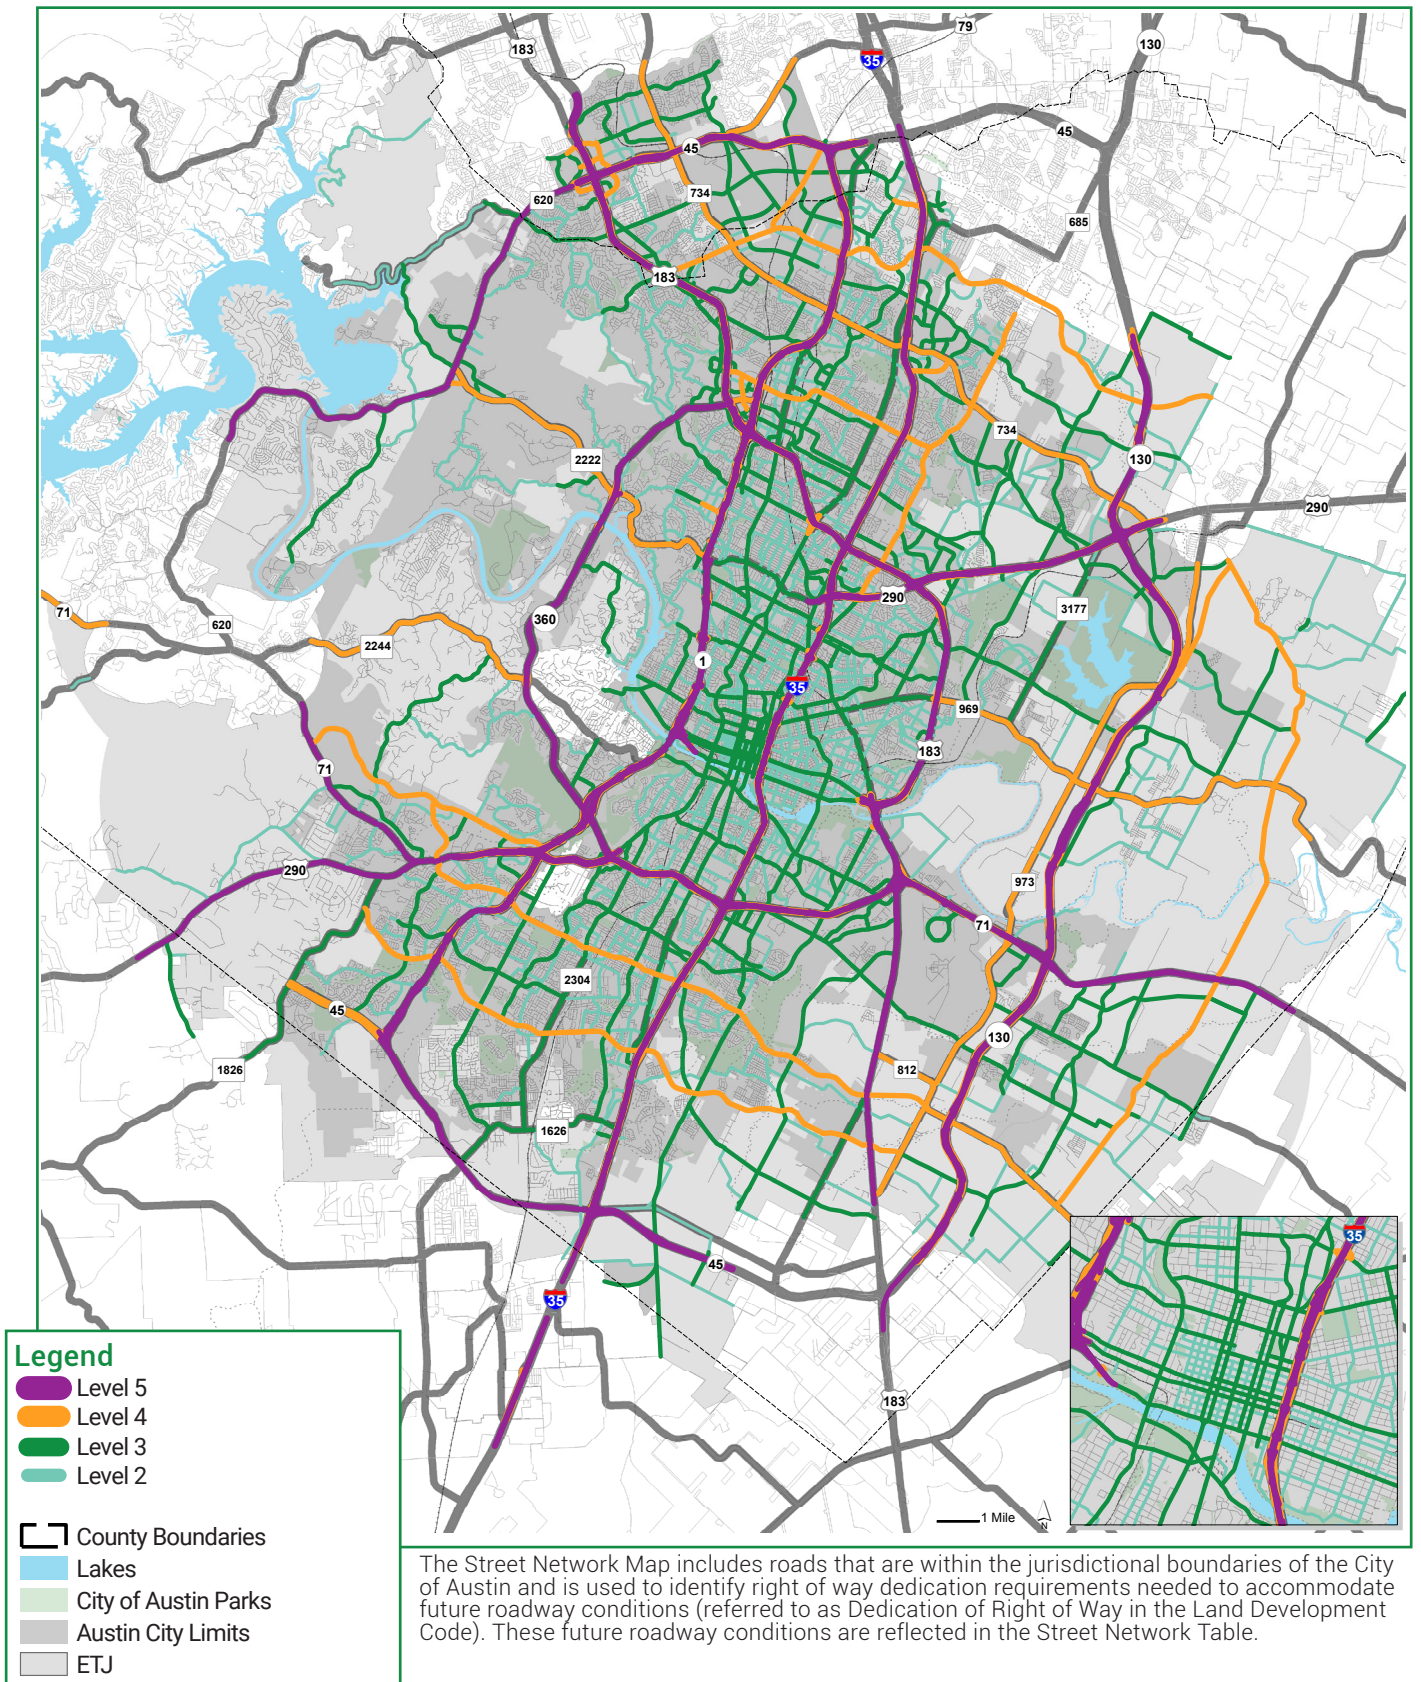 183
79
130
35
45
45
734
620
685
183
734
2222
130
290
71
620
2244
360
290
3177
1
35
969
183
71
290
973
71
2304
45
130
1826
812
1626
45
35
35
183
1 Mile
N
Legend
Level 5
Level 4
Level 3
Level 2
County Boundaries
Lakes
City of Austin Parks
Austin City Limits
ETJ
The Street Network Map includes roads that are within the jurisdictional boundaries of the City
of Austin and is used to identify right of way dedication requirements needed to accommodate
future roadway conditions (referred to as Dedication of Right of Way in the Land Development
Code). These future roadway conditions are reflected in the Street Network Table.